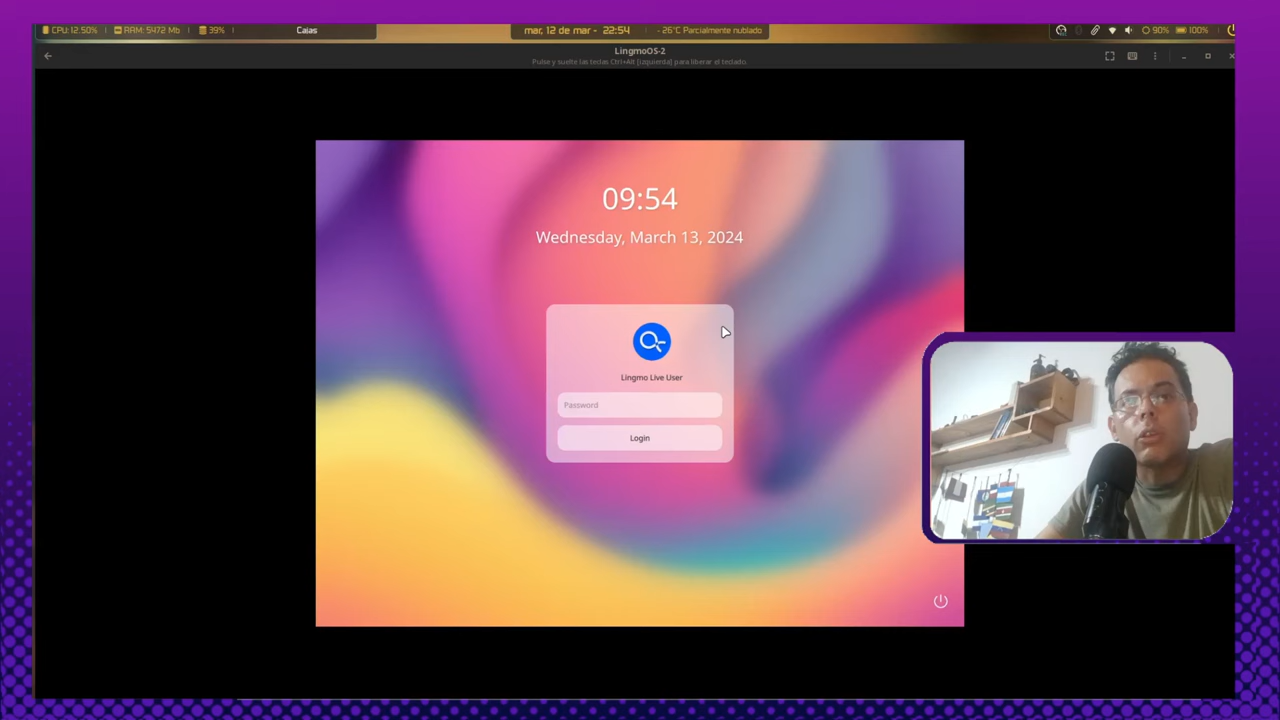 CPU: 12.50% | RAM: 5472 Mb | 39% |
Cajas
mar, 12 de mar - 22:54 | - 26°C Parcialmente nublado
90% 100%
LingmoOS-2
Pulse y suelte las teclas Ctrl+Alt [izquierda] para liberar el teclado.
09:54
Wednesday, March 13, 2024
Lingmo Live User
Password
Login